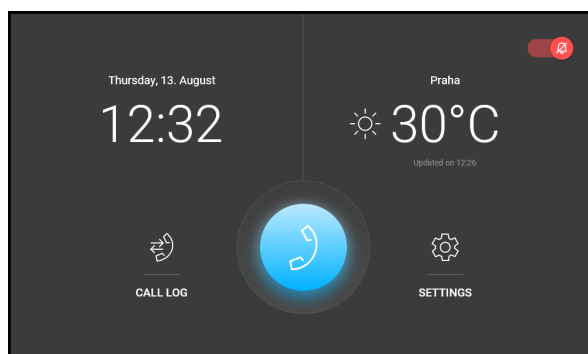 Thursday, 13. August
12:32
Praha
30°C
Updated on 12:26
CALL LOG
SETTINGS